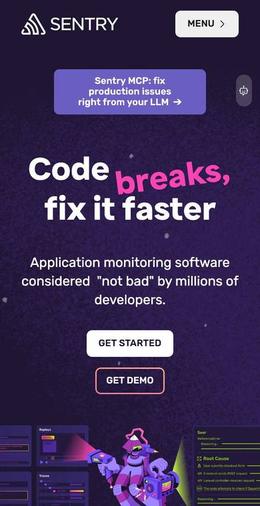 SENTRY
MENU
Sentry MCP: fix
production issues
right from your LLM →
Code breaks,
fix it faster
Application monitoring software
considered "not bad" by millions of
developers.
GET STARTED
GET DEMO
Replays
Root Cause